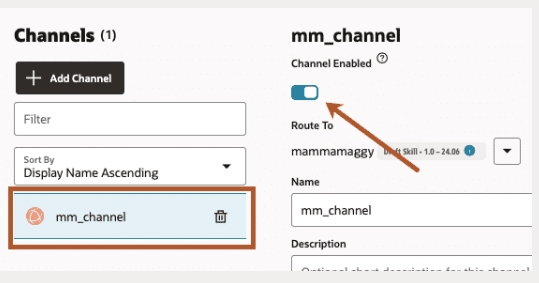 Channels (1)
Add Channel
Filter
Sort By
Display Name Ascending
mm_channel
mm_channel
Channel Enabled ?
Route To
mammamaggy Draft Skill - 1.0 - 24.06 i
Name
mm_channel
Description
Optional short description for this channel